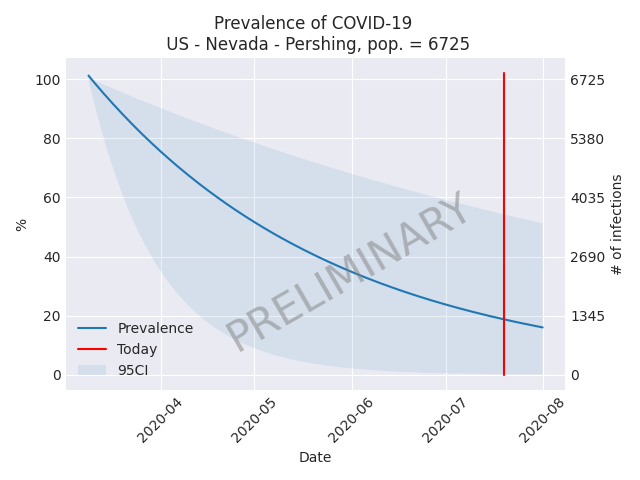 Prevalence of COVID-19
US - Nevada - Pershing, pop. = 6725
100
80
60
40
20
0
%
6725
5380
4035
2690
1345
0
# of infections
PRELIMINARY
Prevalence
Today
95CI
2020-04
2020-05
2020-06
2020-07
2020-08
Date